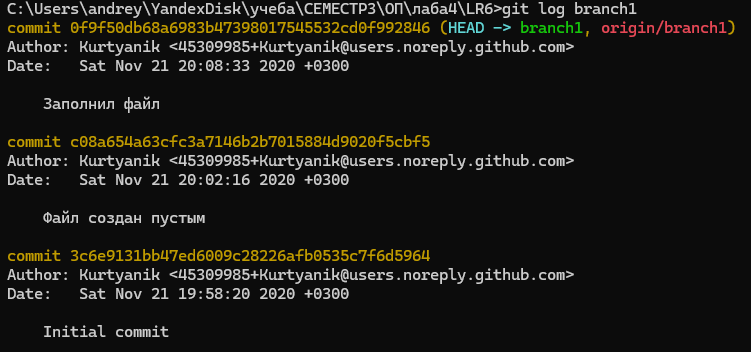 C:\Users\andrey\YandexDisk\учеба\СЕМЕСТР3\ОП\лаба4\LR6>git log branch1
commit 0f9f50db68a6983b47398017545532cd0f992846 (HEAD -> branch1, origin/branch1)
Author: Kurtyanik <45309985+Kurtyanik@users.noreply.github.com>
Date:   Sat Nov 21 20:08:33 2020 +0300
Заполнил файл
commit c08a654a63cfc3a7146b2b7015884d9020f5cbf5
Author: Kurtyanik <45309985+Kurtyanik@users.noreply.github.com>
Date:   Sat Nov 21 20:02:16 2020 +0300
Файл создан пустым
commit 3c6e9131bb47ed6009c28226afb0535c7f6d5964
Author: Kurtyanik <45309985+Kurtyanik@users.noreply.github.com>
Date:   Sat Nov 21 19:58:20 2020 +0300
Initial commit